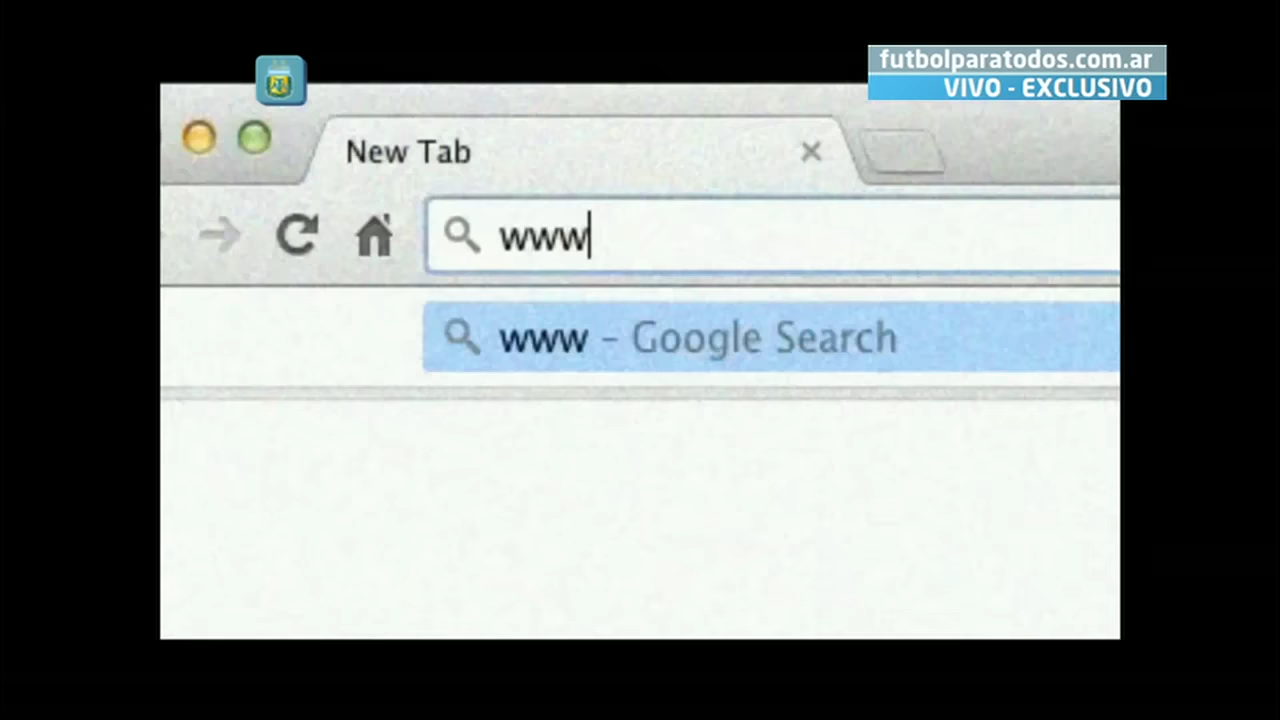 futbolparatodos.com.ar
VIVO - EXCLUSIVO
New Tab
www
www - Google Search